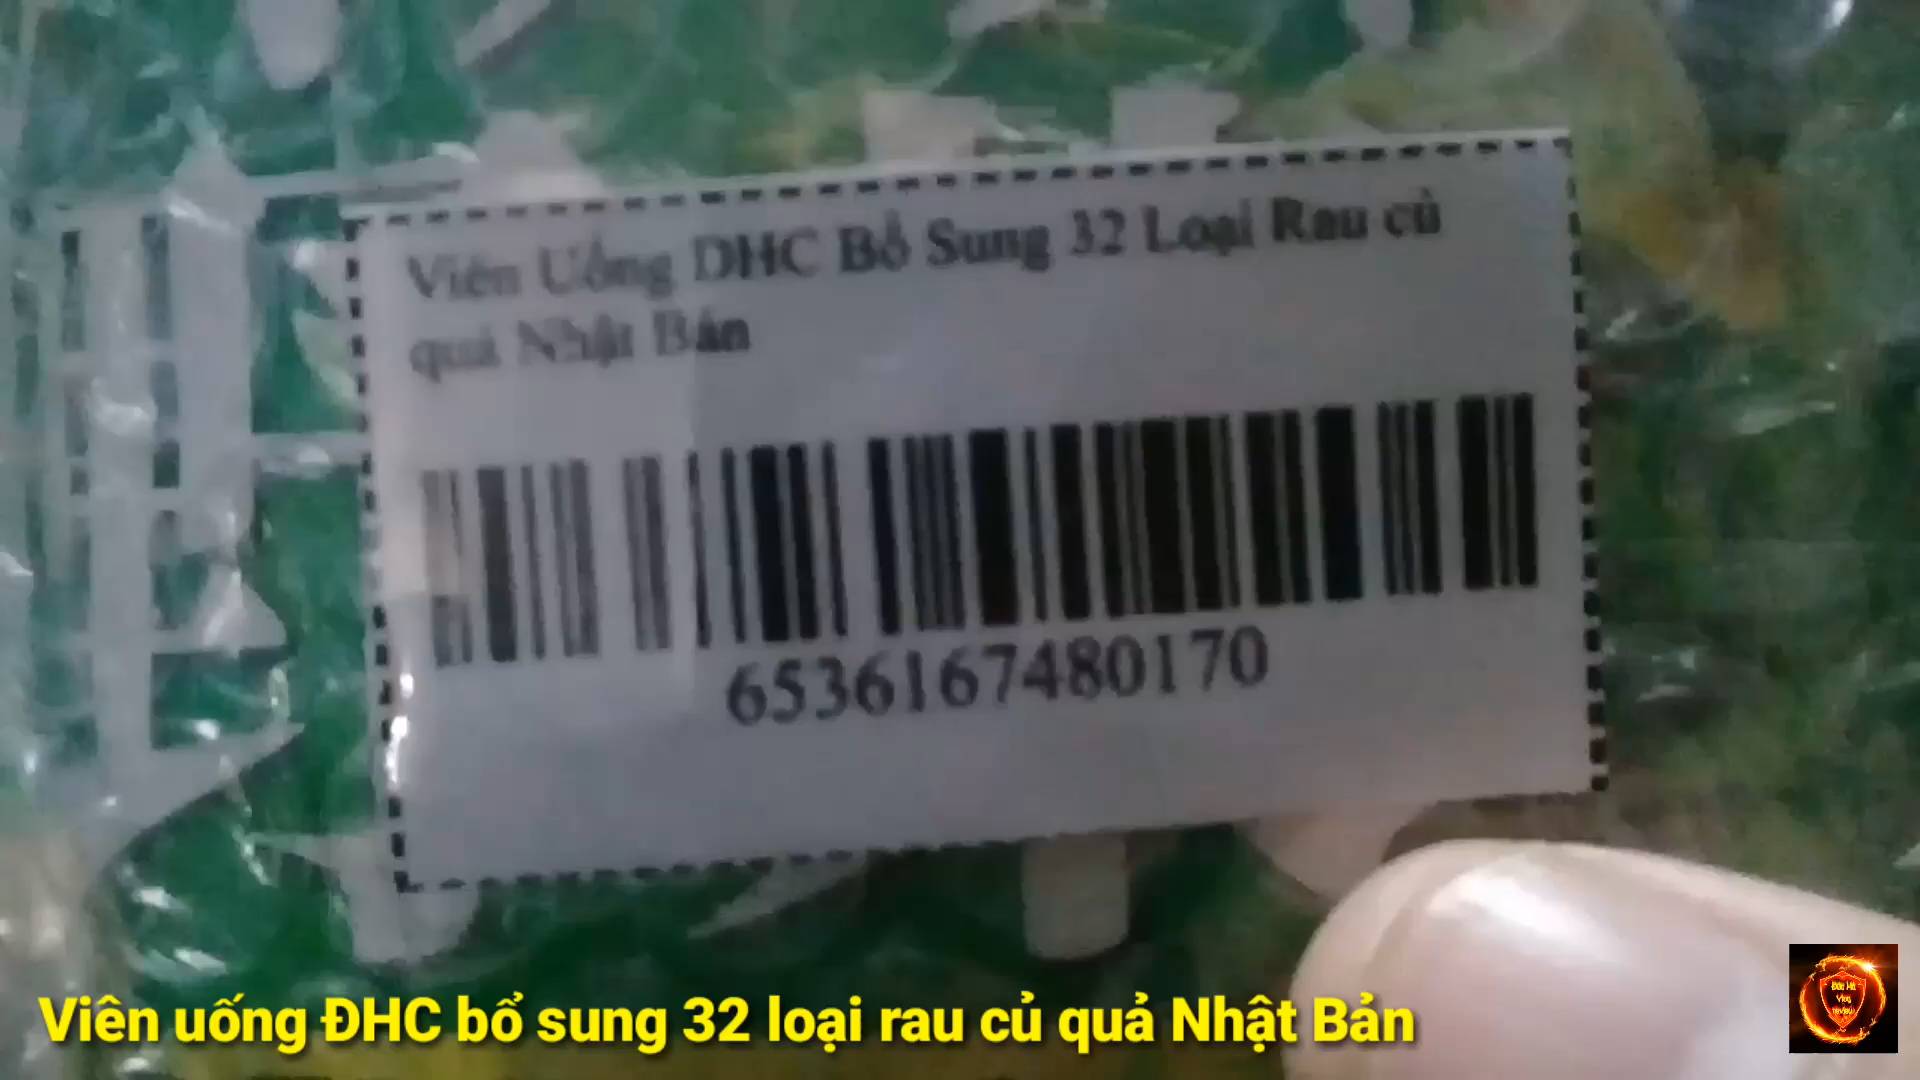 Viên Uống DHC Bổ Sung 32 Loại Rau củ
quả Nhật Bản
6536167480170
Viên uống ĐHC bổ sung 32 loại rau củ quả Nhật Bản